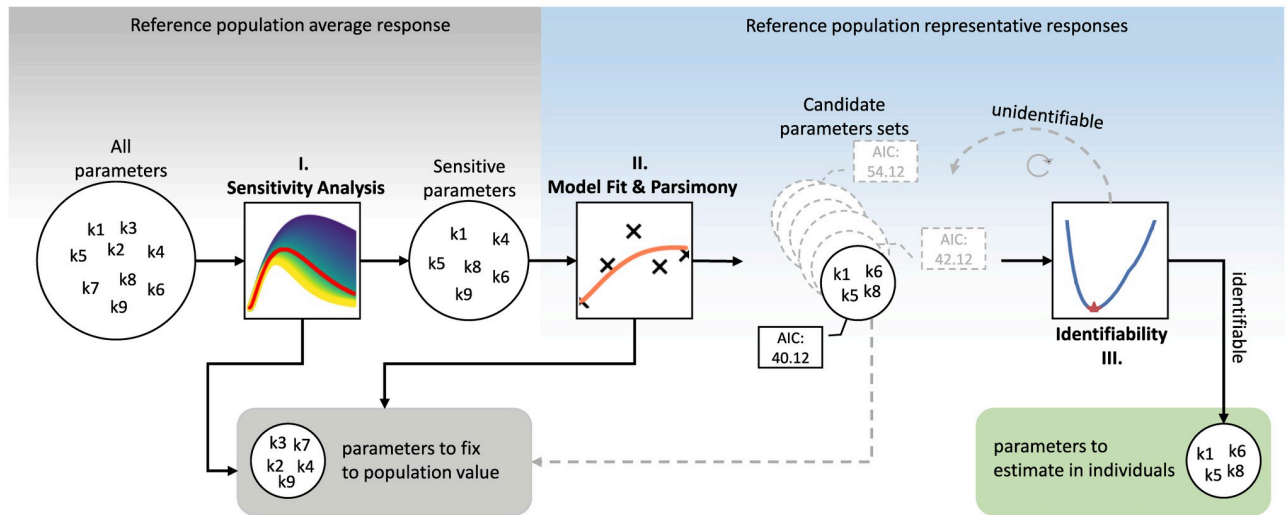 Reference population average response
Reference population representative responses
All
parameters
k1 k3
k5 k2 k4
k8
k7 k6
k9
I.
Sensitivity Analysis
Sensitive
parameters
k1 k4
k5 k8
k6
k9
II.
Model Fit & Parsimony
Candidate
parameters sets
AIC:
54.12
AIC:
42.12
k1 k6
k5 k8
AIC:
40.12
unidentifiable
Identifiability
III.
identifiable
k3 k7
k2 k4
k9
parameters to fix
to population value
parameters to
estimate in individuals
k1 k6
k5 k8